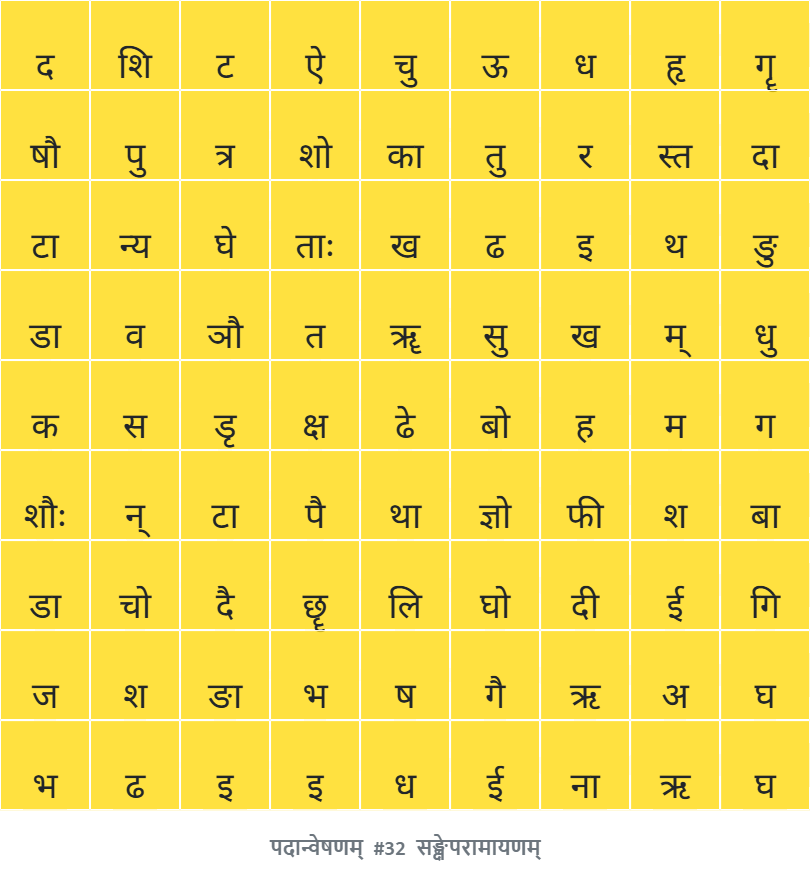 द शि ट ऐ चु ऊ ध हृ गॄ
षौ पु त्र शो का तु र स्त दा
टा न्य घे ताः ख ढ इ थ ङु
डा व ञौ त ॠ सु ख म् धु
क स डृ क्ष ढे बो ह म ग
शौः न् टा पै था ज्ञो फी श बा
डा चो दै छॄ लि घो दी ई गि
ज श ङा भ ष गै ऋ अ घ
भ ढ इ इ ध ई ना ऋ घ
पदान्वेषणम् #32 सङ्क्षेपरामायणम्